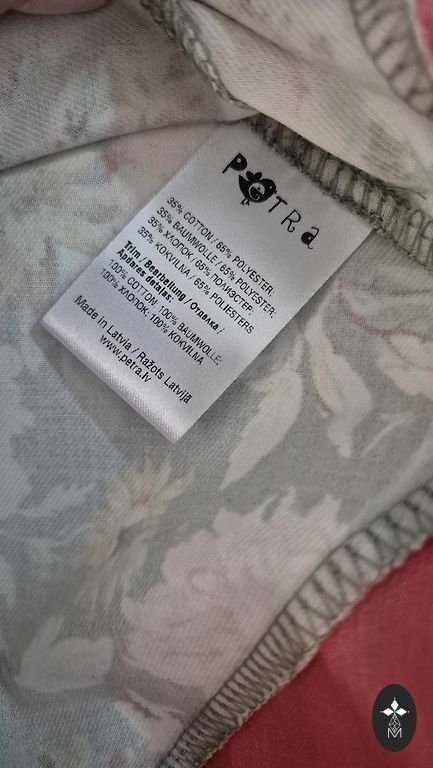 PETRA
35% COTTON / 65% POLYESTER;
35% BAUMWOLLE / 65% POLYESTER;
35% ХЛОПОК / 65% ПОЛИЭСТЕР;
35% KOKVILNA / 65% POLIESTERS
Trim / Bearbeitung / Отделка /
Apdares detaļas:
100% COTTON; 100% BAUMWOLLE;
100% ХЛОПОК; 100% KOKVILNA
Made in Latvia / Ražots Latvijā
www.petra.lv
M